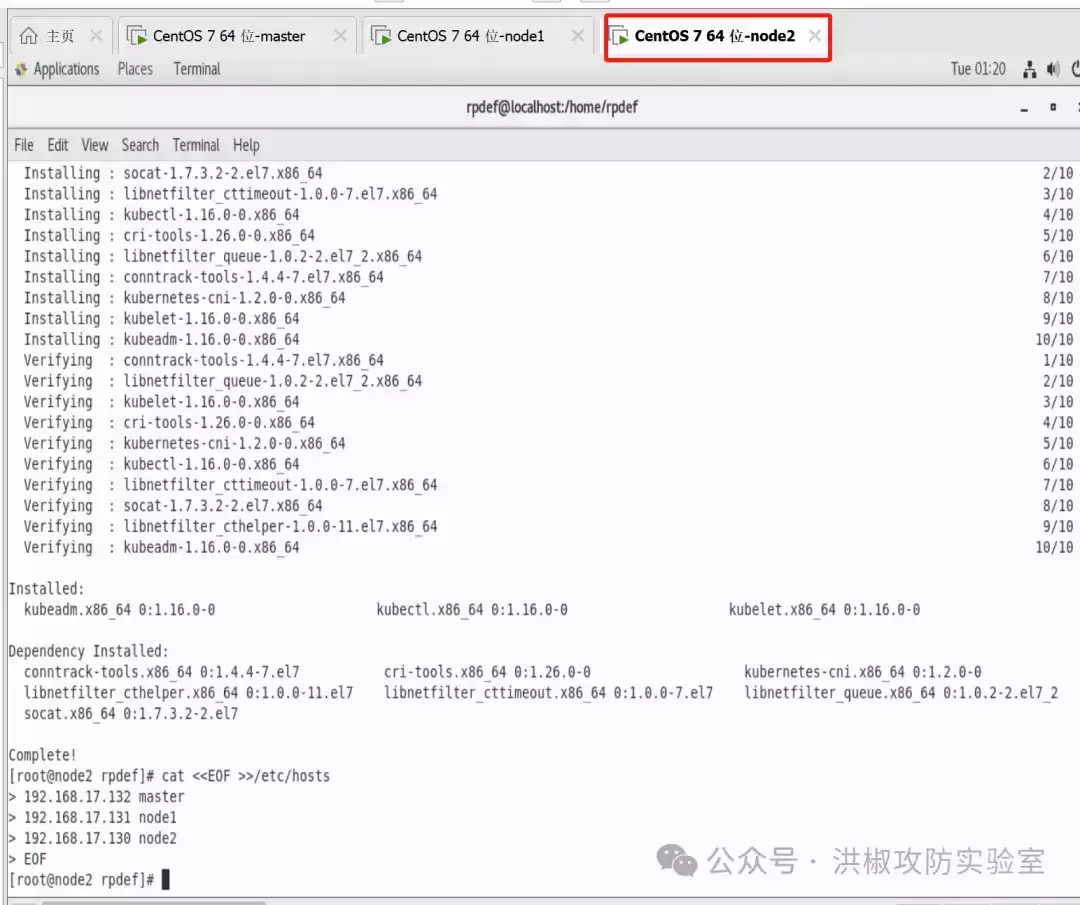 主页 CentOS 7 64 位-master CentOS 7 64 位-node1 CentOS 7 64 位-node2
Applications Places Terminal Tue 01:20
rpdef@localhost:/home/rpdef
File Edit View Search Terminal Help
Installing : socat-1.7.3.2-2.el7.x86_64 2/10
Installing : libnetfilter_cttimeout-1.0.0-7.el7.x86_64 3/10
Installing : kubectl-1.16.0-0.x86_64 4/10
Installing : cri-tools-1.26.0-0.x86_64 5/10
Installing : libnetfilter_queue-1.0.2-2.el7_2.x86_64 6/10
Installing : conntrack-tools-1.4.4-7.el7.x86_64 7/10
Installing : kubernetes-cni-1.2.0-0.x86_64 8/10
Installing : kubelet-1.16.0-0.x86_64 9/10
Installing : kubeadm-1.16.0-0.x86_64 10/10
Verifying : conntrack-tools-1.4.4-7.el7.x86_64 1/10
Verifying : libnetfilter_queue-1.0.2-2.el7_2.x86_64 2/10
Verifying : kubelet-1.16.0-0.x86_64 3/10
Verifying : cri-tools-1.26.0-0.x86_64 4/10
Verifying : kubernetes-cni-1.2.0-0.x86_64 5/10
Verifying : kubectl-1.16.0-0.x86_64 6/10
Verifying : libnetfilter_cttimeout-1.0.0-7.el7.x86_64 7/10
Verifying : socat-1.7.3.2-2.el7.x86_64 8/10
Verifying : libnetfilter_cthelper-1.0.0-11.el7.x86_64 9/10
Verifying : kubeadm-1.16.0-0.x86_64 10/10
Installed:
kubeadm.x86_64 0:1.16.0-0 kubectl.x86_64 0:1.16.0-0 kubelet.x86_64 0:1.16.0-0
Dependency Installed:
conntrack-tools.x86_64 0:1.4.4-7.el7 cri-tools.x86_64 0:1.26.0-0 kubernetes-cni.x86_64 0:1.2.0-0
libnetfilter_cthelper.x86_64 0:1.0.0-11.el7 libnetfilter_cttimeout.x86_64 0:1.0.0-7.el7 libnetfilter_queue.x86_64 0:1.0.2-2.el7_2
socat.x86_64 0:1.7.3.2-2.el7
Complete!
[root@node2 rpdef]# cat <<EOF >>/etc/hosts
> 192.168.17.132 master
> 192.168.17.131 node1
> 192.168.17.130 node2
> EOF
[root@node2 rpdef]#
公众号 · 洪椒攻防实验室